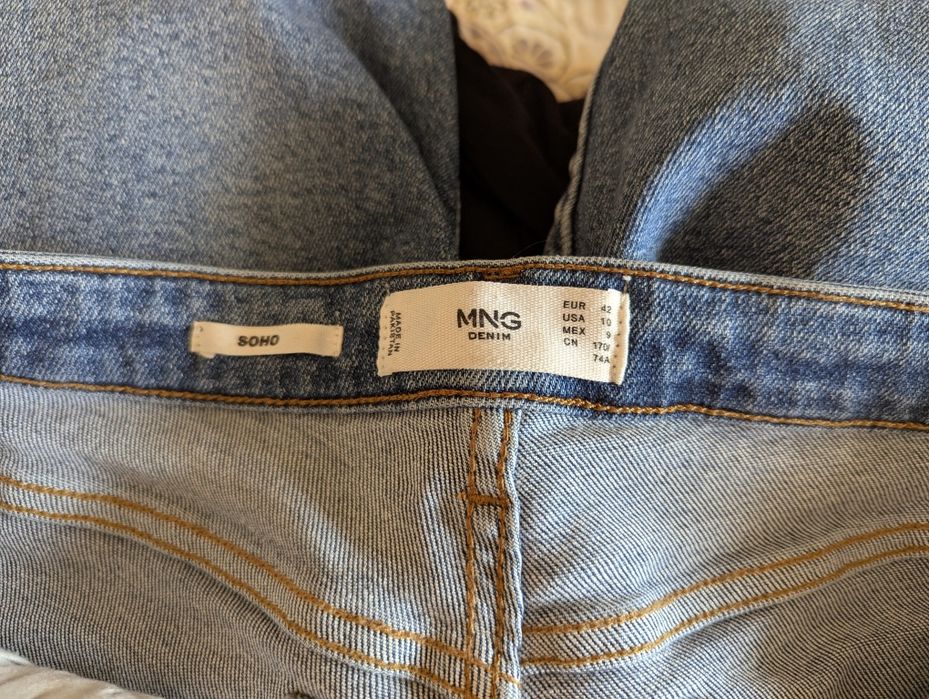 SOHO
MADE IN
PAKISTAN
MNG
DENIM
EUR 42
USA 10
MEX 9
CN 170/
74A